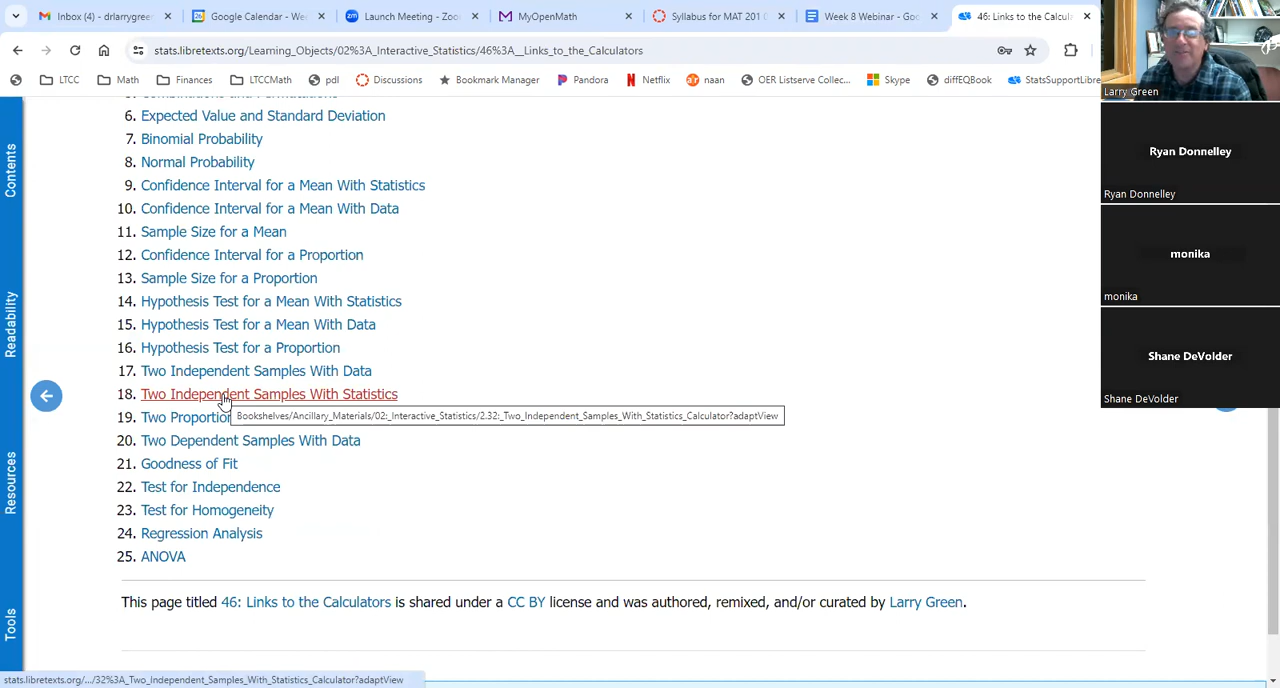 Inbox (4) - drlarrygree
Google Calendar - We
Launch Meeting - Zoo
MyOpenMath
Syllabus for MAT 201 C
Week 8 Webinar - Goo
46: Links to the Calcula
stats.libretexts.org/Learning_Objects/02%3A_Interactive_Statistics/46%3A__Links_to_the_Calculators
LTCC
Math
Finances
LTCCMath
pdl
Discussions
Bookmark Manager
Pandora
Netflix
naan
OER Listserve Collec...
Skype
diffEQBook
StatsSupportLibre
Contents
Readability
Resources
Tools
6. Expected Value and Standard Deviation
7. Binomial Probability
8. Normal Probability
9. Confidence Interval for a Mean With Statistics
10. Confidence Interval for a Mean With Data
11. Sample Size for a Mean
12. Confidence Interval for a Proportion
13. Sample Size for a Proportion
14. Hypothesis Test for a Mean With Statistics
15. Hypothesis Test for a Mean With Data
16. Hypothesis Test for a Proportion
17. Two Independent Samples With Data
18. Two Independent Samples With Statistics
19. Two Proportion
Bookshelves/Ancillary_Materials/02:_Interactive_Statistics/2.32:_Two_Independent_Samples_With_Statistics_Calculator?adaptView
20. Two Dependent Samples With Data
21. Goodness of Fit
22. Test for Independence
23. Test for Homogeneity
24. Regression Analysis
25. ANOVA
This page titled 46: Links to the Calculators is shared under a CC BY license and was authored, remixed, and/or curated by Larry Green.
stats.libretexts.org/.../32%3A_Two_Independent_Samples_With_Statistics_Calculator?adaptView
Larry Green
Ryan Donnelley
Ryan Donnelley
monika
monika
Shane DeVolder
Shane DeVolder